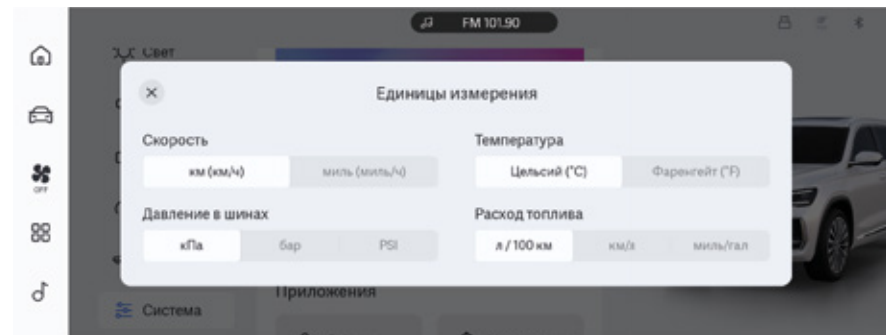 FM 101.90
Свет
Единицы измерения
Скорость
Температура
км (км/ч)
миль (миль/ч)
Цельсий (°C)
Фаренгейт (°F)
OFF
Давление в шинах
Расход топлива
кПа
бар
PSI
л / 100 км
км/л
миль/гал
Приложения
Система